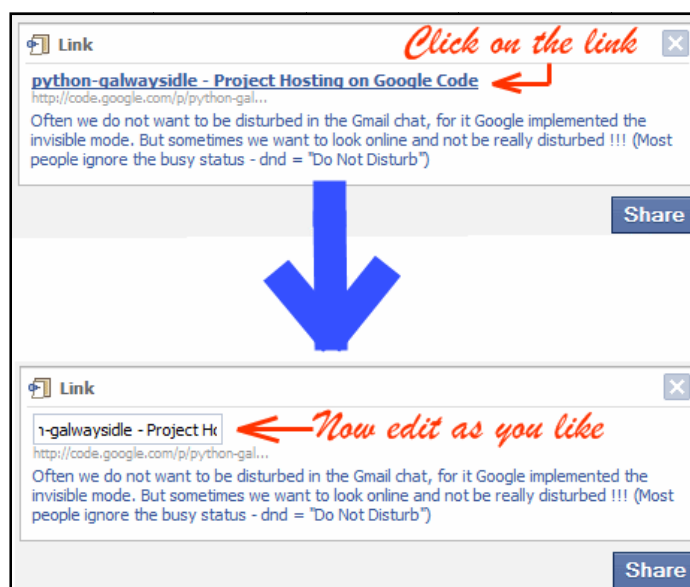 Link
Click on the link
python-galwaysidle - Project Hosting on Google Code
http://code.google.com/p/python-gal...
Often we do not want to be disturbed in the Gmail chat, for it Google implemented the
invisible mode. But sometimes we want to look online and not be really disturbed !!! (Most
people ignore the busy status - dnd = "Do Not Disturb")
Share
Link
-galwaysidle - Project Ho
Now edit as you like
http://code.google.com/p/python-gal...
Often we do not want to be disturbed in the Gmail chat, for it Google implemented the
invisible mode. But sometimes we want to look online and not be really disturbed !!! (Most
people ignore the busy status - dnd = "Do Not Disturb")
Share